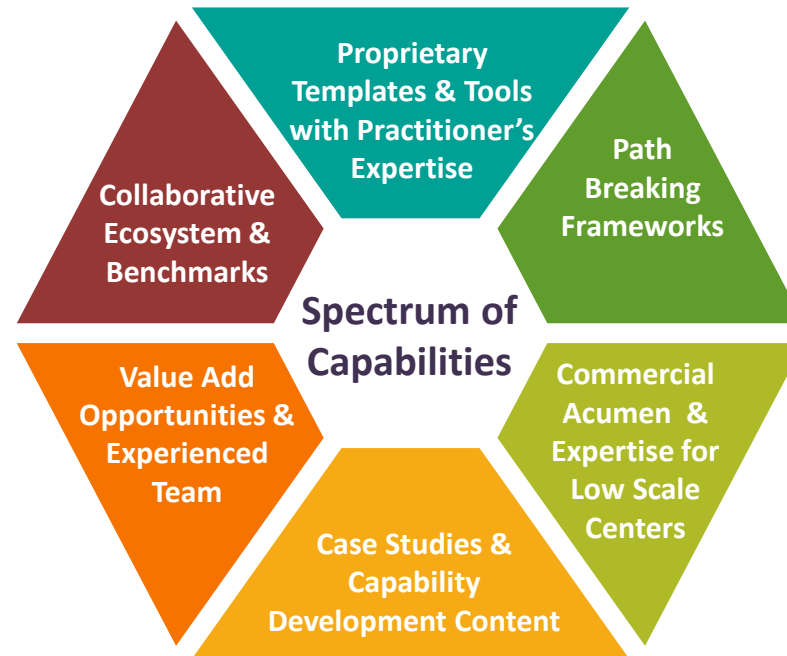 Proprietary
Templates & Tools
with Practitioner’s
Expertise
Path
Breaking
Frameworks
Commercial
Acumen  &
Expertise for
Low Scale
Centers
Case Studies &
Capability
Development Content
Value Add
Opportunities &
Experienced
Team
Collaborative
Ecosystem &
Benchmarks
Spectrum of
Capabilities